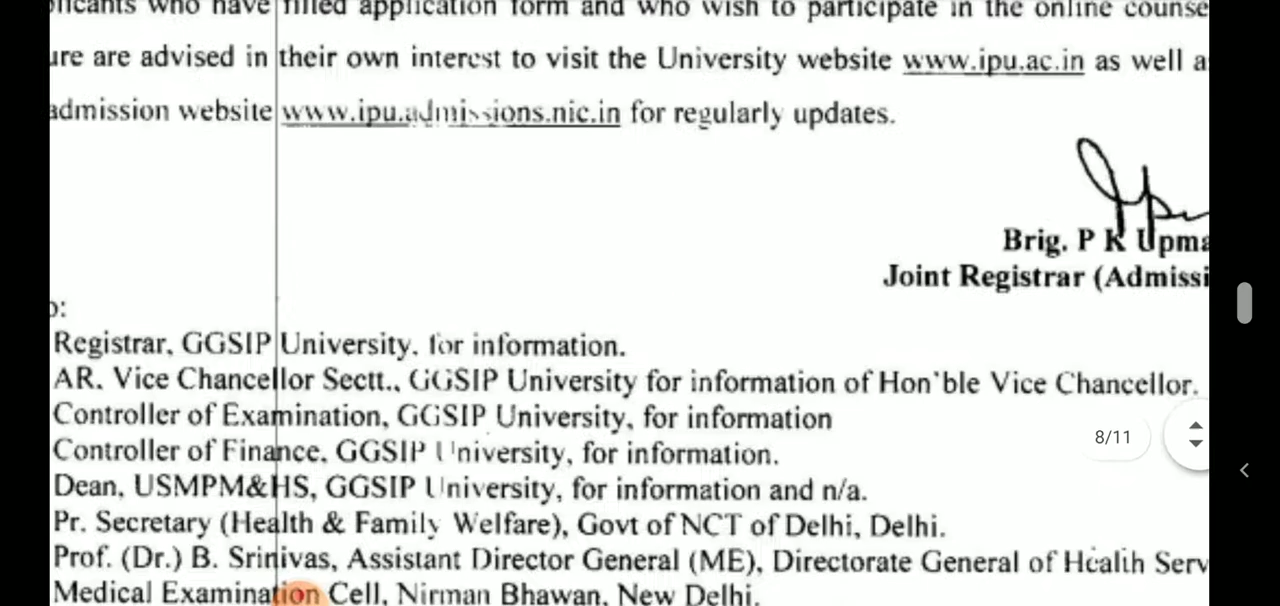 plicants who have filled application form and who wish to participate in the online counse
ure are advised in their own interest to visit the University website www.ipu.ac.in as well a
admission website www.ipu.admissions.nic.in for regularly updates.
Brig. P K Upma
Joint Registrar (Admissi
o:
Registrar, GGSIP University, for information.
AR. Vice Chancellor Sectt., GGSIP University for information of Hon'ble Vice Chancellor.
Controller of Examination, GGSIP University, for information
Controller of Finance, GGSIP University, for information.
8/11
Dean, USMPM&HS, GGSIP University, for information and n/a.
Pr. Secretary (Health & Family Welfare), Govt of NCT of Delhi, Delhi.
Prof. (Dr.) B. Srinivas, Assistant Director General (ME), Directorate General of Health Serv
Medical Examination Cell, Nirman Bhawan, New Delhi.